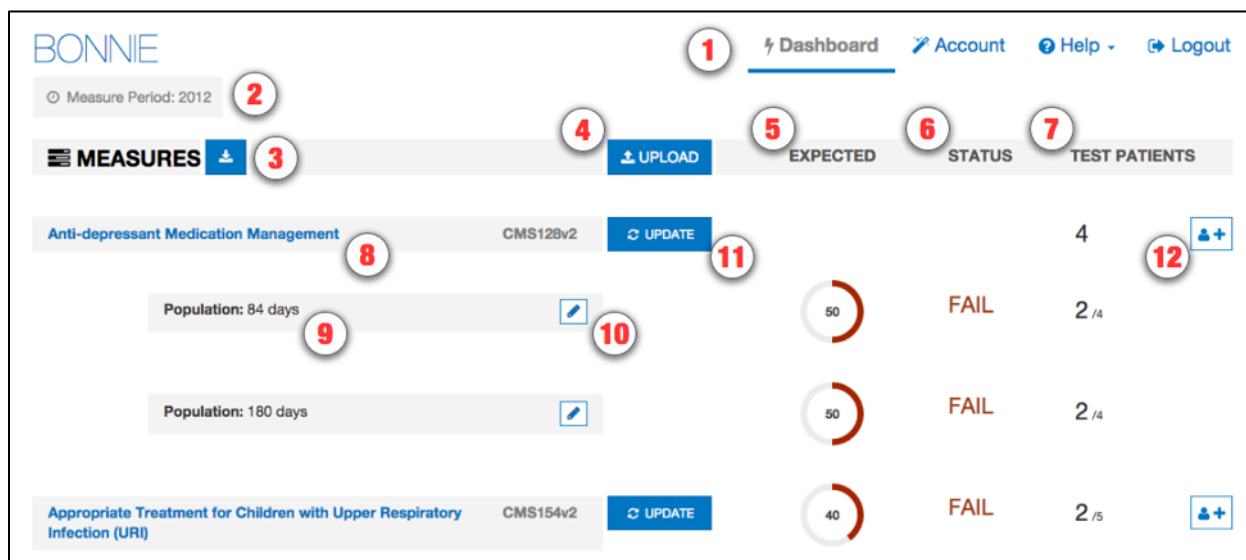 BONNIE
1 Dashboard Account Help Logout
Measure Period: 2012 2
MEASURES 3 4 UPLOAD 5 EXPECTED 6 STATUS 7 TEST PATIENTS
Anti-depressant Medication Management 8 CMS128v2 UPDATE 11 4 12
Population: 84 days 9 10 50 FAIL 2 /4
Population: 180 days 50 FAIL 2 /4
Appropriate Treatment for Children with Upper Respiratory CMS154v2 UPDATE 40 FAIL 2 /5
Infection (URI)